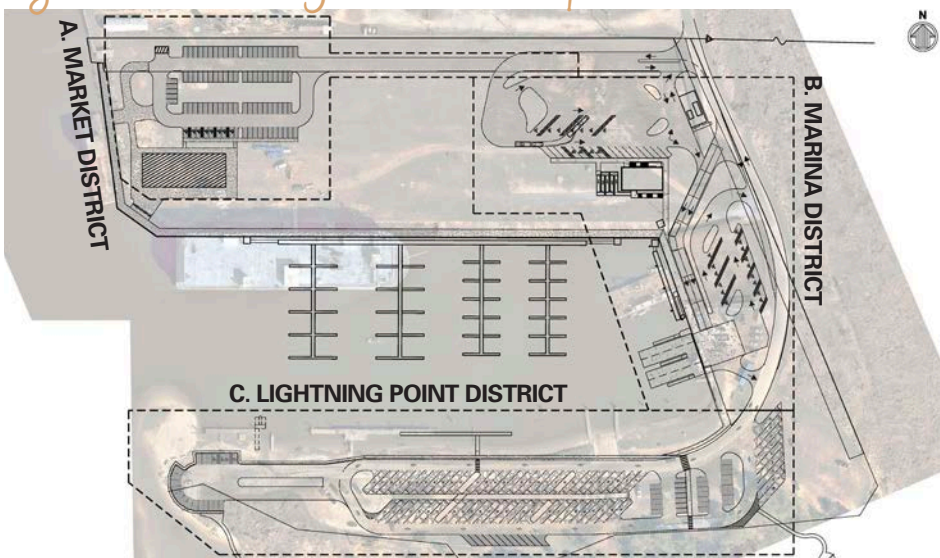 N
A. MARKET DISTRICT
B. MARINA DISTRICT
C. LIGHTNING POINT DISTRICT